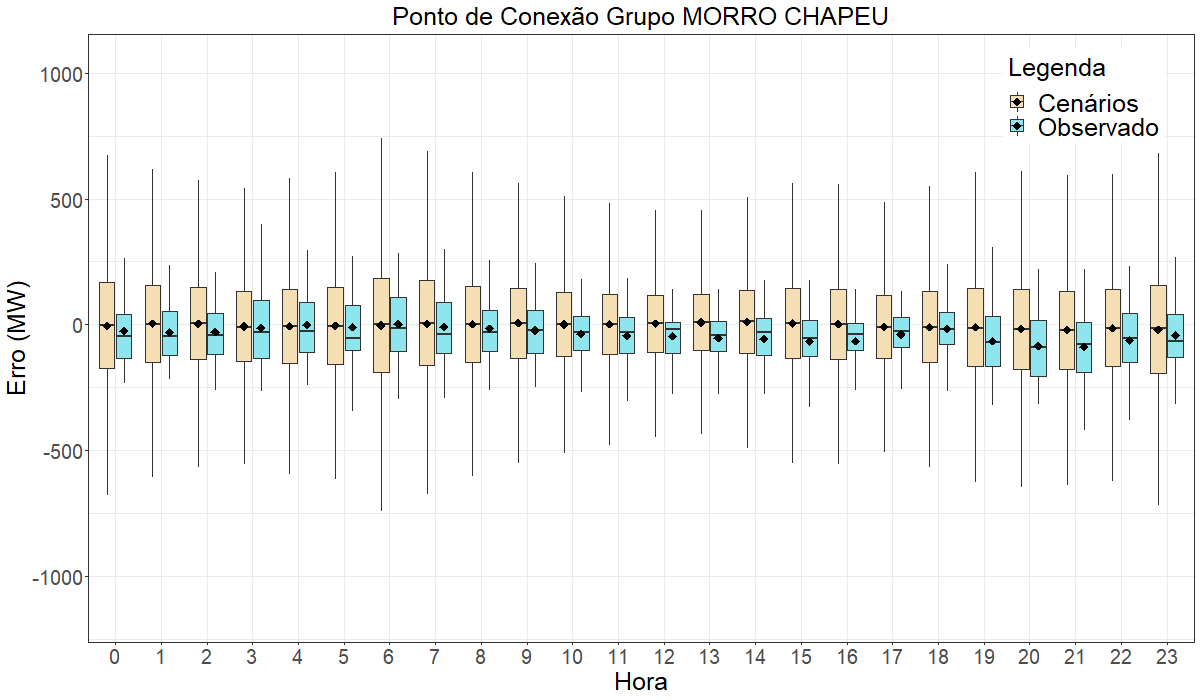 Ponto de Conexão Grupo MORRO CHAPEU
Legenda
Cenários
Observado
Erro (MW)
1000
500
0
-500
-1000
0 1 2 3 4 5 6 7 8 9 10 11 12 13 14 15 16 17 18 19 20 21 22 23
Hora